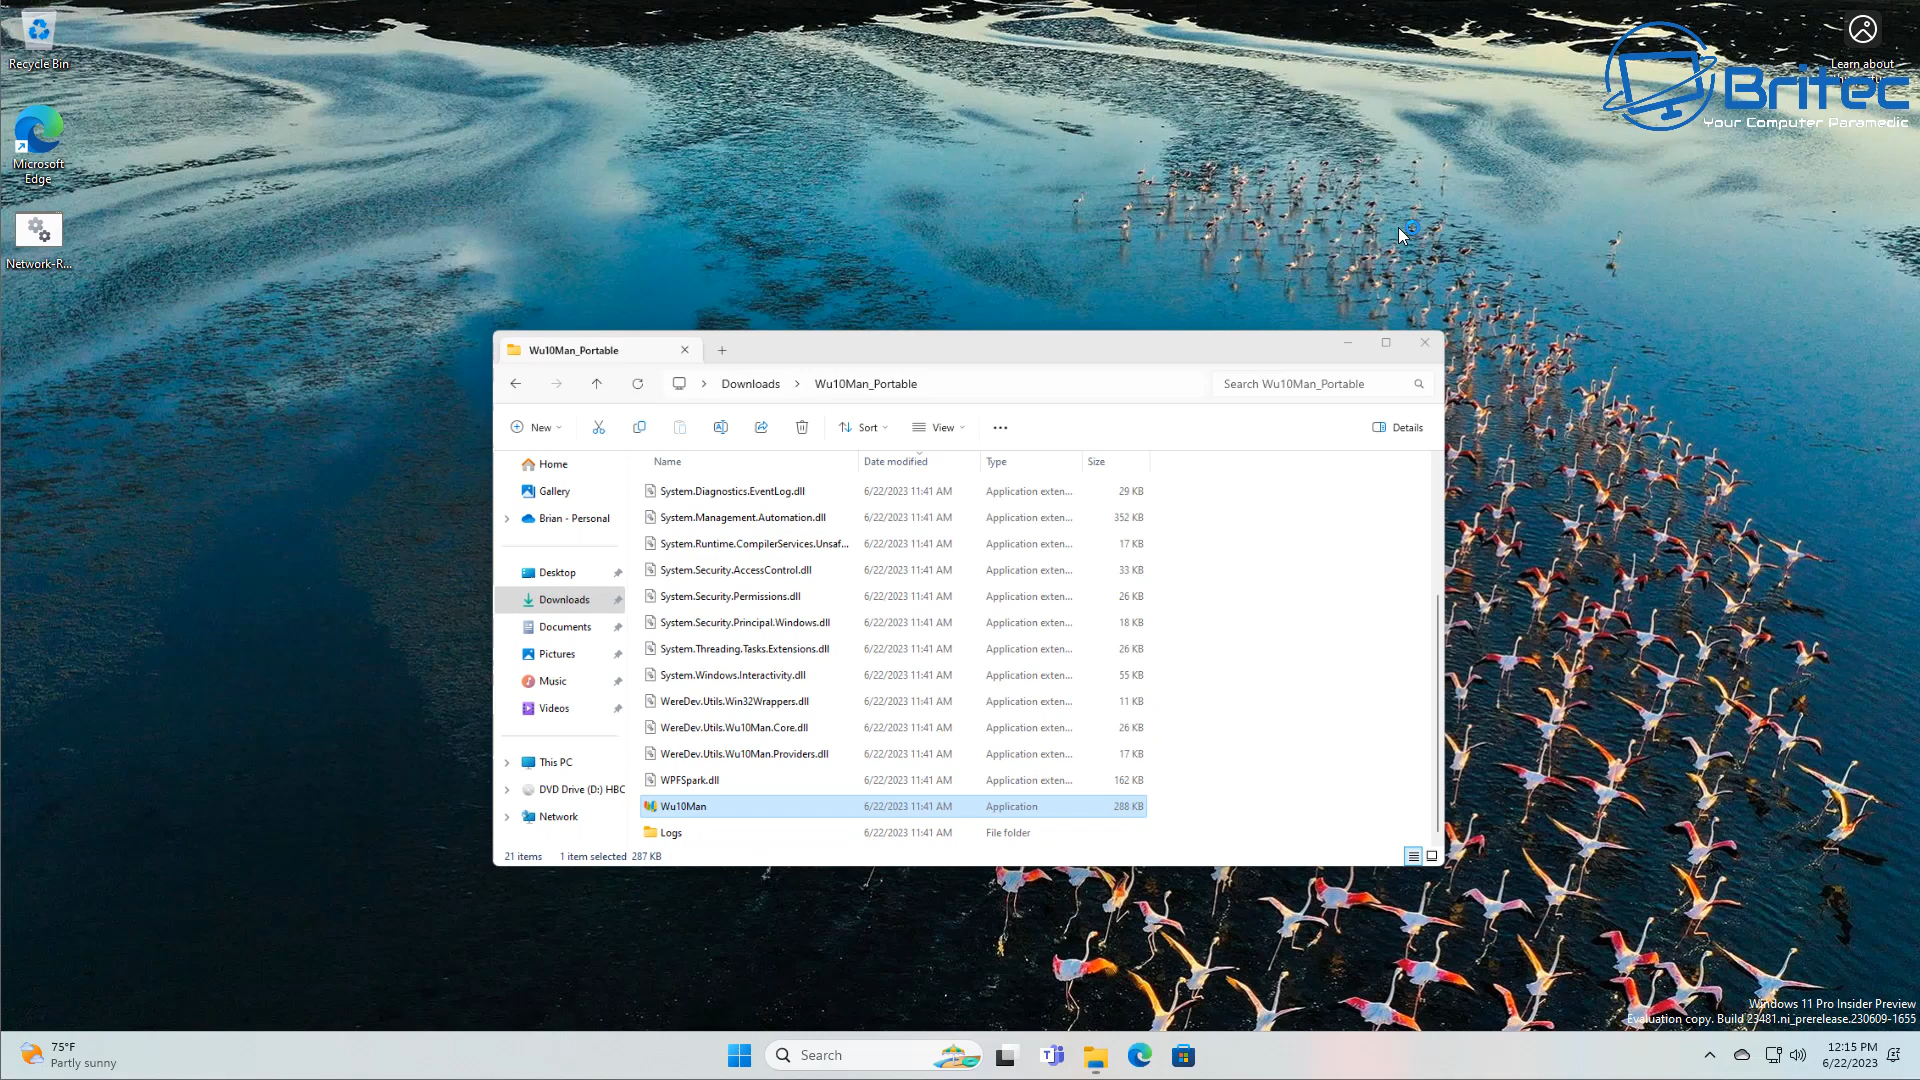 Recycle Bin
Microsoft
Edge
Network-R...
Learn about
Britec
Your Computer Paramedic
Wu10Man_Portable
Downloads
Wu10Man_Portable
Search Wu10Man_Portable
New
Sort
View
Details
Name
Date modified
Type
Size
Home
Gallery
Brian - Personal
Desktop
Downloads
Documents
Pictures
Music
Videos
This PC
DVD Drive (D:) HBC
Network
System.Diagnostics.EventLog.dll 6/22/2023 11:41 AM Application exten... 29 KB
System.Management.Automation.dll 6/22/2023 11:41 AM Application exten... 352 KB
System.Runtime.CompilerServices.Unsaf... 6/22/2023 11:41 AM Application exten... 17 KB
System.Security.AccessControl.dll 6/22/2023 11:41 AM Application exten... 33 KB
System.Security.Permissions.dll 6/22/2023 11:41 AM Application exten... 26 KB
System.Security.Principal.Windows.dll 6/22/2023 11:41 AM Application exten... 18 KB
System.Threading.Tasks.Extensions.dll 6/22/2023 11:41 AM Application exten... 26 KB
System.Windows.Interactivity.dll 6/22/2023 11:41 AM Application exten... 55 KB
WereDev.Utils.Win32Wrappers.dll 6/22/2023 11:41 AM Application exten... 11 KB
WereDev.Utils.Wu10Man.Core.dll 6/22/2023 11:41 AM Application exten... 26 KB
WereDev.Utils.Wu10Man.Providers.dll 6/22/2023 11:41 AM Application exten... 17 KB
WPFSpark.dll 6/22/2023 11:41 AM Application exten... 162 KB
Wu10Man 6/22/2023 11:41 AM Application 288 KB
Logs 6/22/2023 11:41 AM File folder
21 items 1 item selected 287 KB
Windows 11 Pro Insider Preview
Evaluation copy. Build 23481.ni_prerelease.230609-1655
75°F
Partly sunny
Search
12:15 PM
6/22/2023